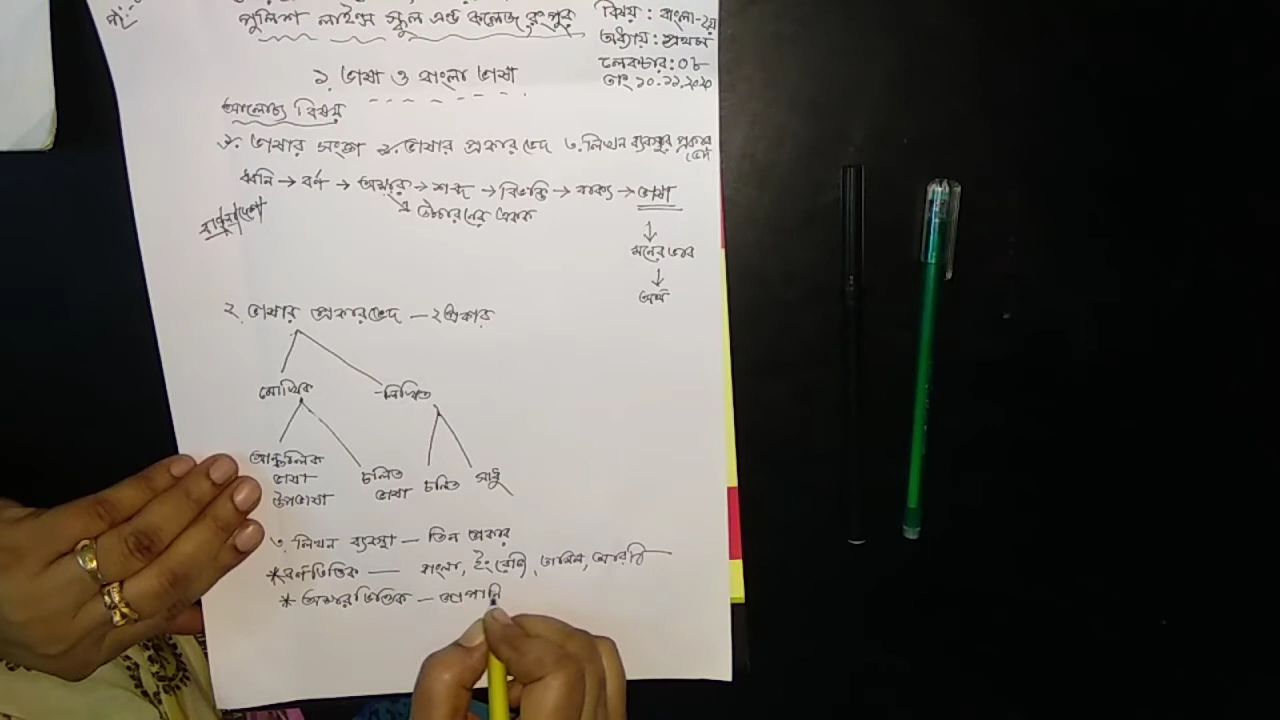 পুলিশ লাইন্স স্কুল এন্ড কলেজ রংপুর
বিষয় : বাংলা-২য়
অধ্যায় : প্রথম
লেকচার : ০৮
তাং ১০.১১.২০২০
১. ভাষা ও বাংলা ভাষা
আলোচ্য বিষয়
১. ভাষার সংজ্ঞা ২. ভাষার প্রকারভেদ ৩. লিখন ব্যবস্থার প্রকারভেদ
ধ্বনি → বর্ণ → অক্ষর → শব্দ → বিভক্তি → বাক্য → ভাষা
উচ্চারনের একক
মনের ভাব
অর্থ
২. ভাষার প্রকারভেদ – ২ প্রকার
মৌখিক লিখিত
আঞ্চলিক ভাষা উপভাষা
চলিত ভাষা
চলিত সাধু
৩. লিখন ব্যবস্থা – তিন প্রকার
* বর্ণভিত্তিক — বাংলা, ইংরেজি, তামিল, আরবি
* অক্ষরভিত্তিক – জাপানি